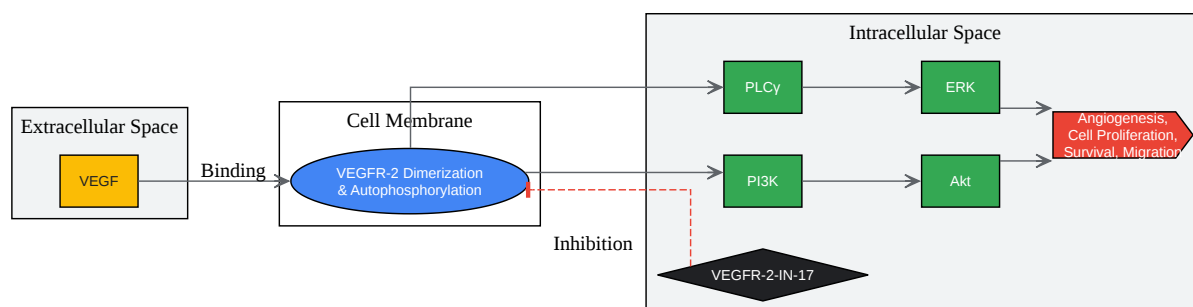 Extracellular Space
VEGF
Binding
Cell Membrane
VEGFR-2 Dimerization
& Autophosphorylation
Inhibition
Intracellular Space
PLCγ
ERK
PI3K
Akt
Angiogenesis,
Cell Proliferation,
Survival, Migration
VEGFR-2-IN-17